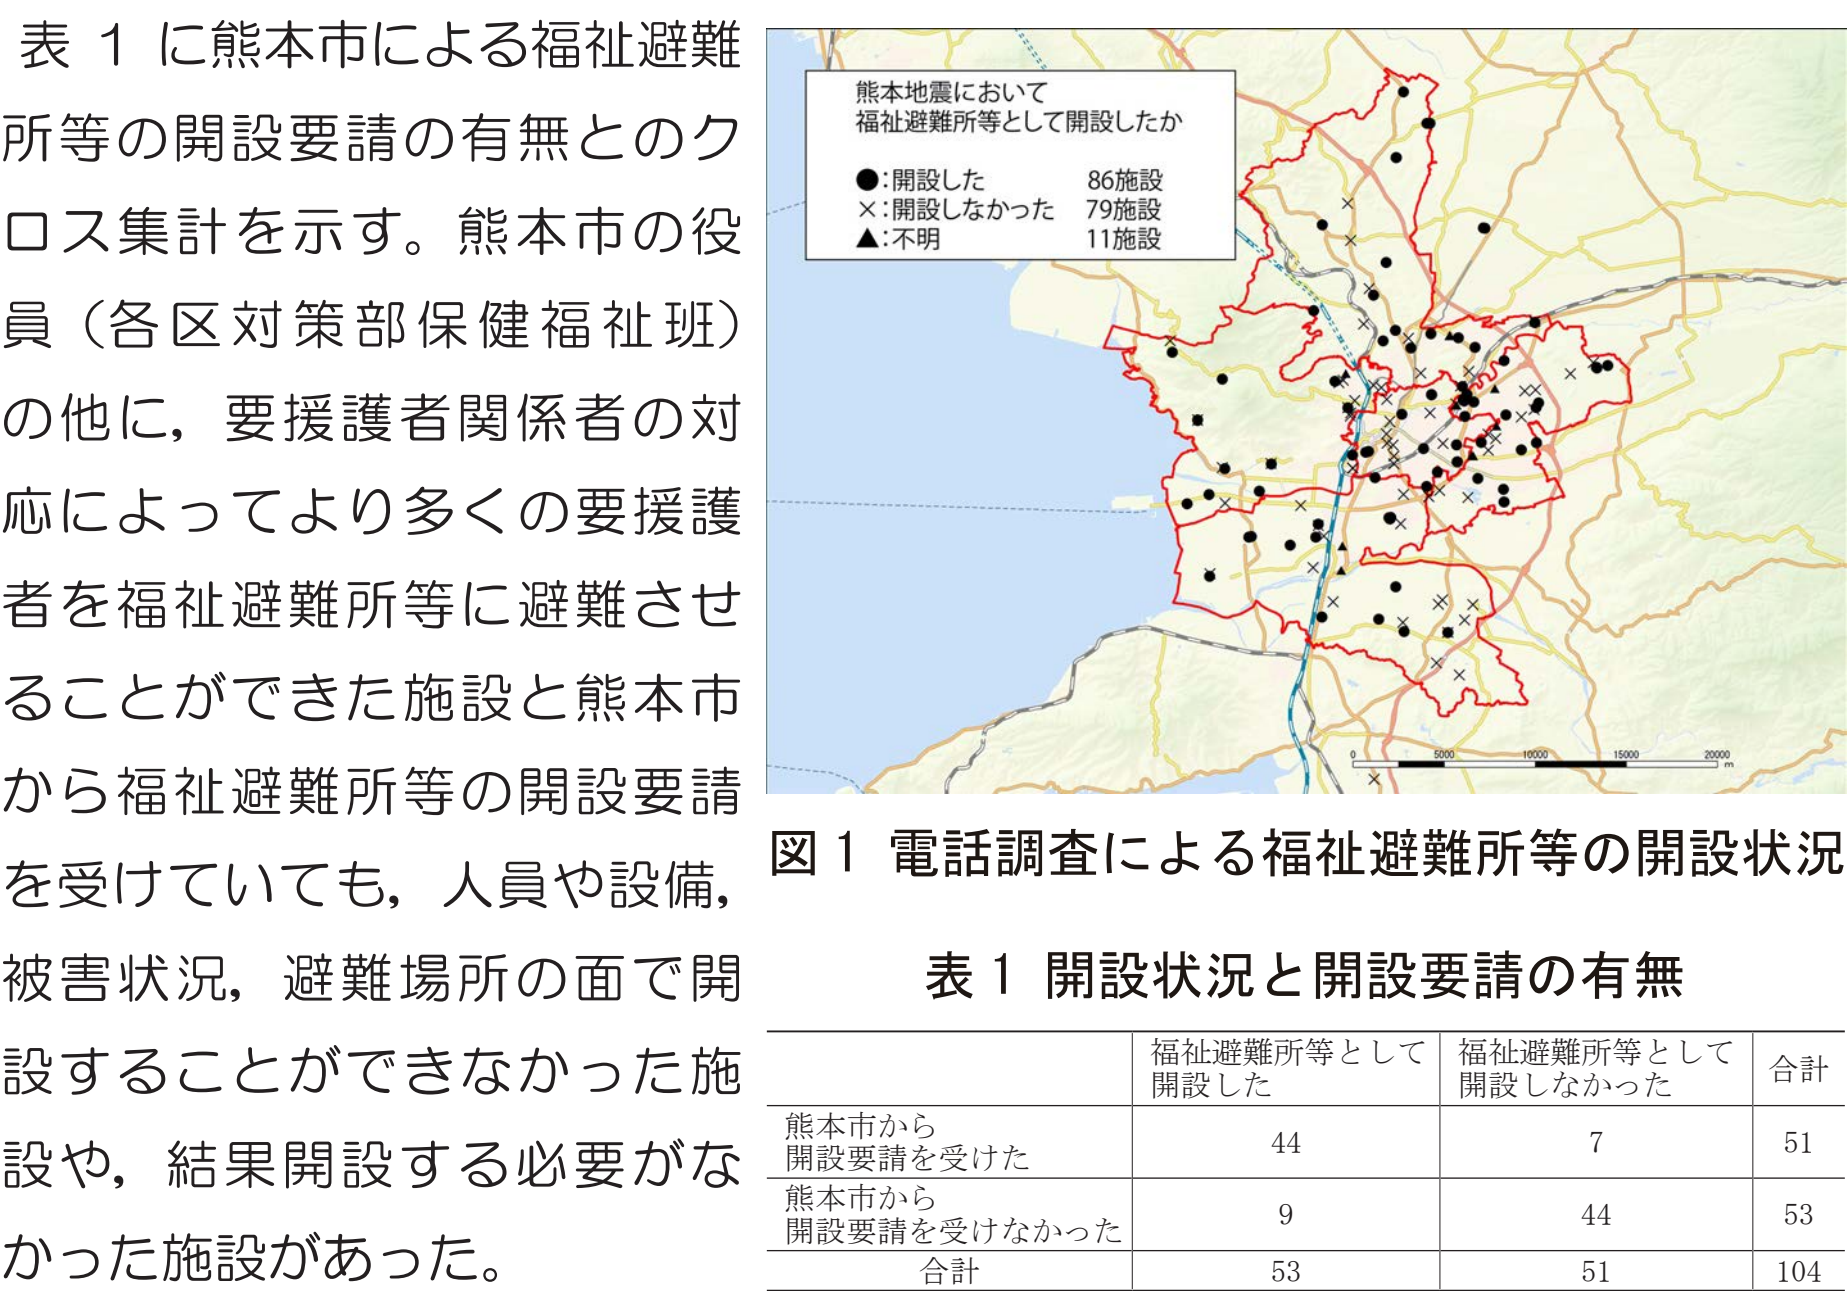 表 1 に熊本市による福祉避難
所等の開設要請の有無とのク
ロス集計を示す。熊本市の役
員（各区対策部保健福祉班）
の他に，要援護者関係者の対
応によってより多くの要援護
者を福祉避難所等に避難させ
ることができた施設と熊本市
から福祉避難所等の開設要請
を受けていても，人員や設備，
被害状況，避難場所の面で開
設することができなかった施
設や，結果開設する必要がな
かった施設があった。
熊本地震において
福祉避難所等として開設したか
●:開設した 86施設
×:開設しなかった 79施設
▲:不明 11施設
0 5000 10000 15000 20000
m
図1 電話調査による福祉避難所等の開設状況
表1 開設状況と開設要請の有無
福祉避難所等として 福祉避難所等として 合計
開設した 開設しなかった
熊本市から
開設要請を受けた 44 7 51
熊本市から
開設要請を受けなかった 9 44 53
合計 53 51 104